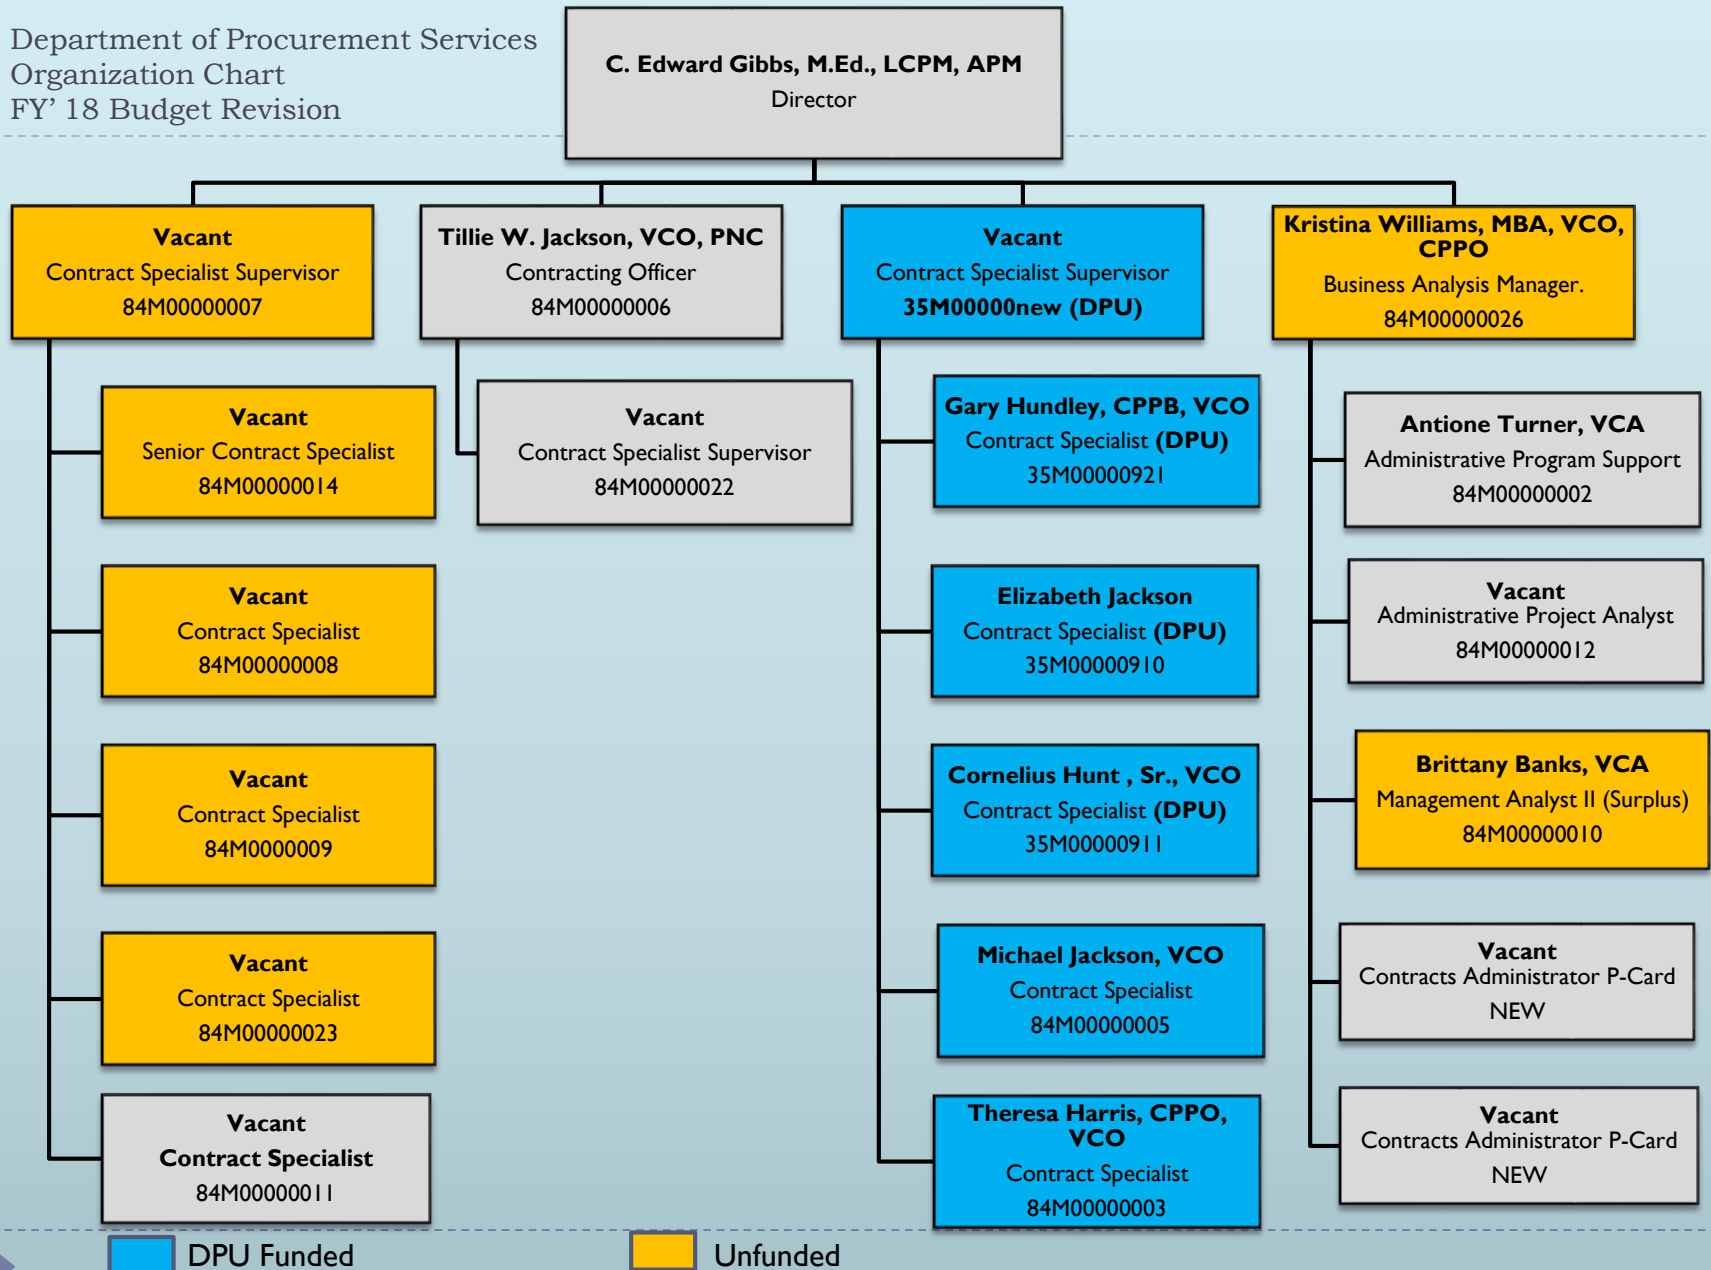 Department of Procurement Services
Organization Chart
FY’ 18 Budget Revision
C. Edward Gibbs, M.Ed., LCPM, APM
Director
Vacant
Contract Specialist Supervisor
84M00000007
Tillie W. Jackson, VCO, PNC
Contracting Officer
84M00000006
Vacant
Contract Specialist Supervisor
35M00000new (DPU)
Kristina Williams, MBA, VCO,
CPPO
Business Analysis Manager.
84M00000026
Vacant
Senior Contract Specialist
84M00000014
Vacant
Contract Specialist
84M00000008
Vacant
Contract Specialist
84M0000009
Vacant
Contract Specialist
84M00000023
Vacant
Contract Specialist
84M00000011
Vacant
Contract Specialist Supervisor
84M00000022
Gary Hundley, CPPB, VCO
Contract Specialist (DPU)
35M00000921
Elizabeth Jackson
Contract Specialist (DPU)
35M00000910
Cornelius Hunt , Sr., VCO
Contract Specialist (DPU)
35M00000911
Michael Jackson, VCO
Contract Specialist
84M00000005
Theresa Harris, CPPO,
VCO
Contract Specialist
84M00000003
Antione Turner, VCA
Administrative Program Support
84M00000002
Vacant
Administrative Project Analyst
84M00000012
Brittany Banks, VCA
Management Analyst II (Surplus)
84M00000010
Vacant
Contracts Administrator P-Card
NEW
Vacant
Contracts Administrator P-Card
NEW
DPU Funded
Unfunded